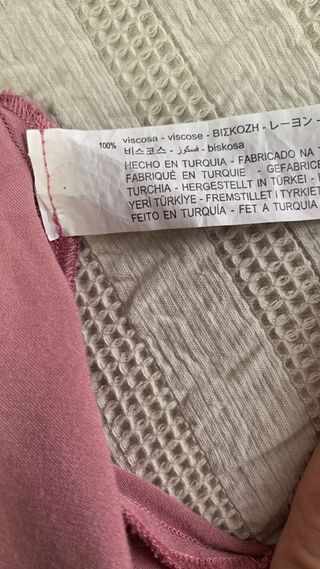 100% viscosa - viscose - ΒΙΣΚΟΖΗ - レーヨン -
비스코스 - فسكوز - biskosa
HECHO EN TURQUIA - FABRICADO NA
FABRIQUÉ EN TURQUIE - GEFABRICE
TURCHIA - HERGESTELLT IN TÜRKEI -
YERİ TÜRKİYE - FREMSTILLET I TYRKIET
FEITO EN TURQUÍA - FET A TURQUIA